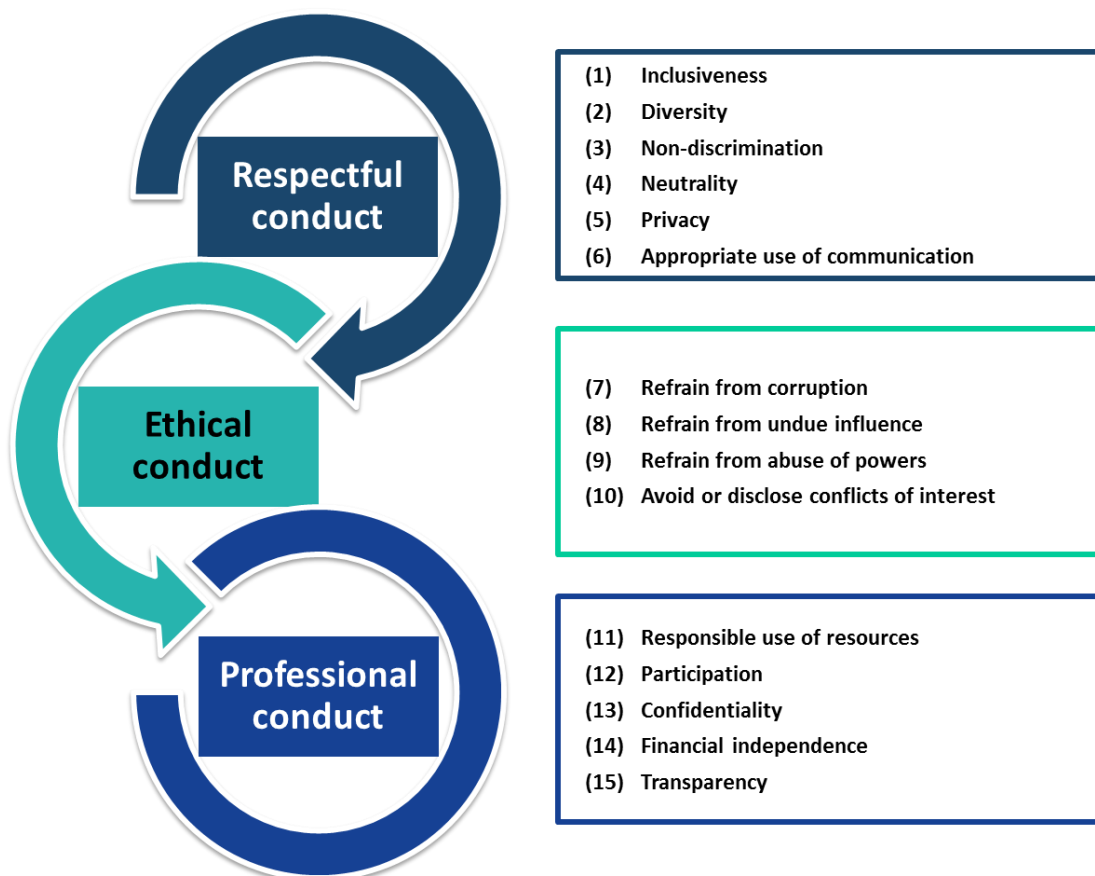 Respectful
conduct
(1) Inclusiveness
(2) Diversity
(3) Non-discrimination
(4) Neutrality
(5) Privacy
(6) Appropriate use of communication
Ethical
conduct
(7) Refrain from corruption
(8) Refrain from undue influence
(9) Refrain from abuse of powers
(10) Avoid or disclose conflicts of interest
Professional
conduct
(11) Responsible use of resources
(12) Participation
(13) Confidentiality
(14) Financial independence
(15) Transparency